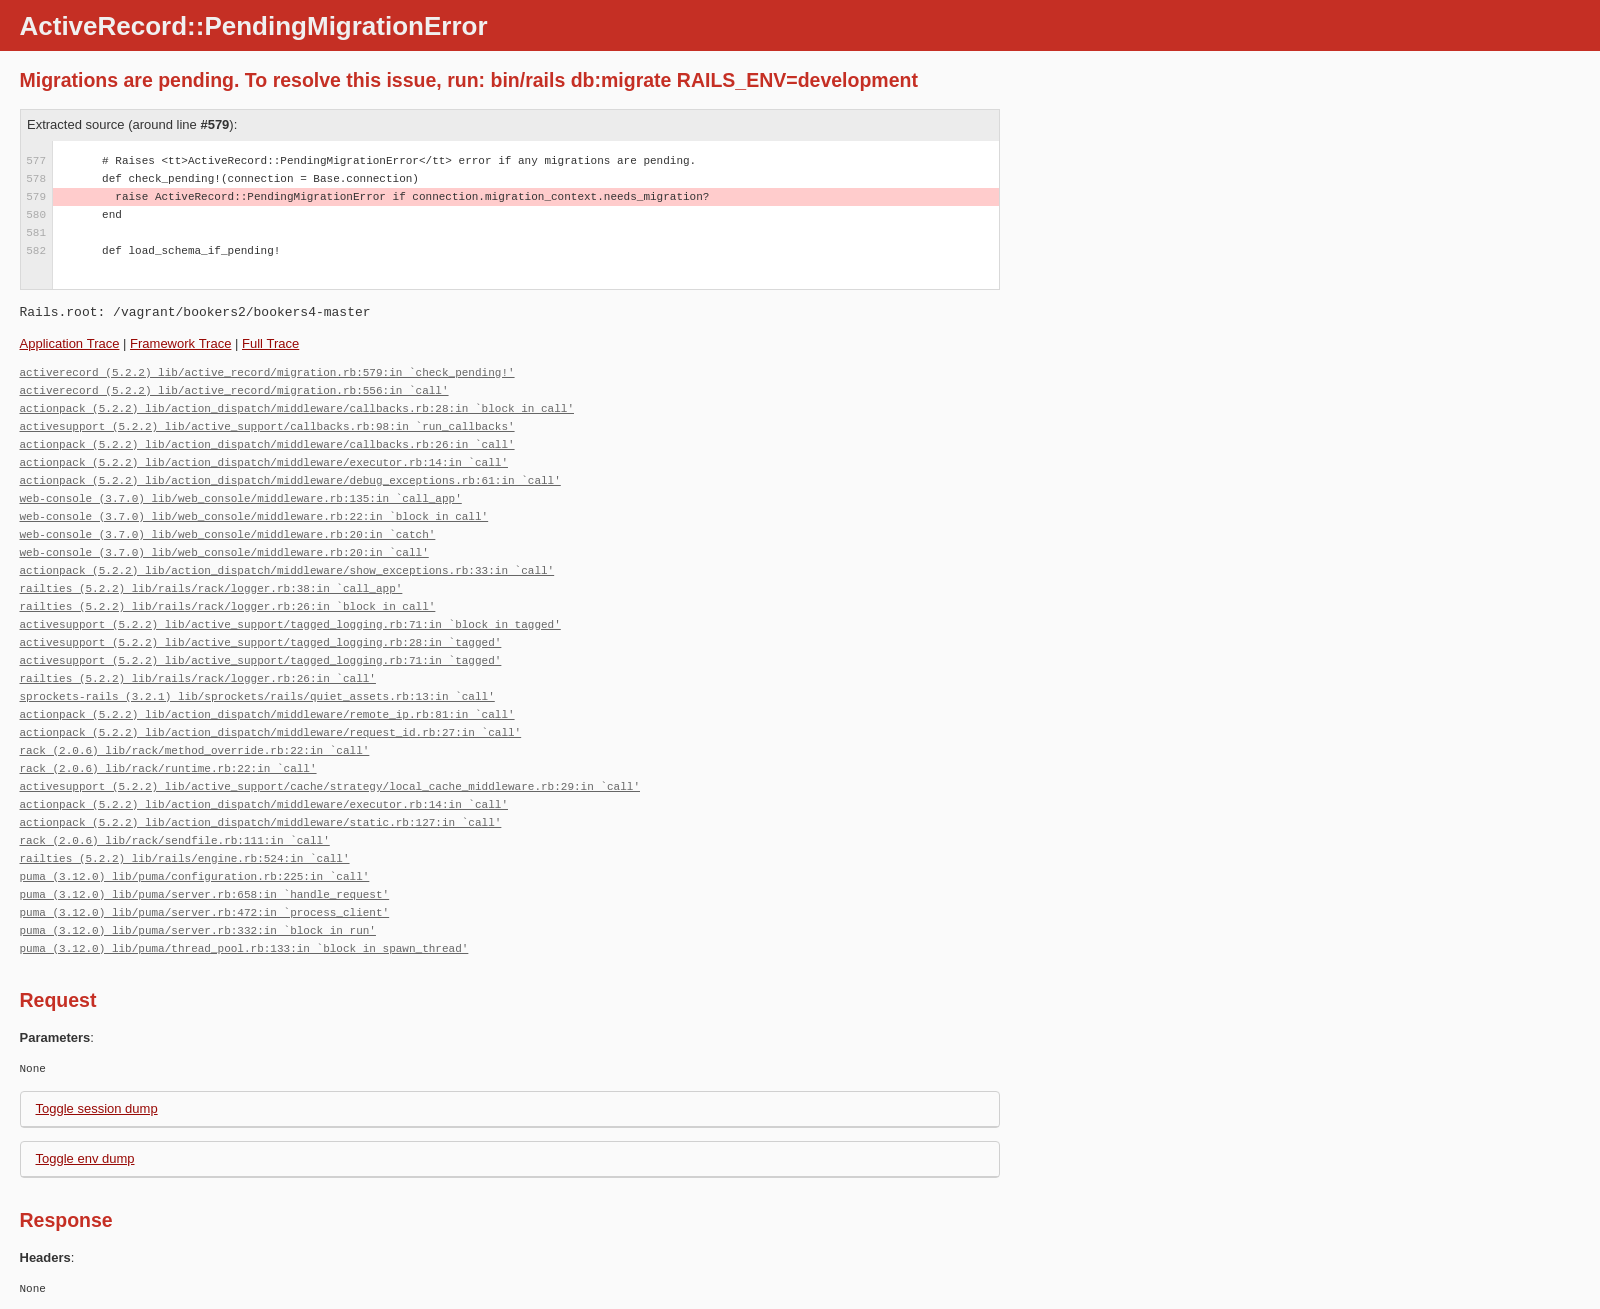 ActiveRecord::PendingMigrationError
Migrations are pending. To resolve this issue, run: bin/rails db:migrate RAILS_ENV=development
Extracted source (around line #579):
577 # Raises <tt>ActiveRecord::PendingMigrationError</tt> error if any migrations are pending.
578 def check_pending!(connection = Base.connection)
579 raise ActiveRecord::PendingMigrationError if connection.migration_context.needs_migration?
580 end
581
582 def load_schema_if_pending!
Rails.root: /vagrant/bookers2/bookers4-master
Application Trace | Framework Trace | Full Trace
activerecord (5.2.2) lib/active_record/migration.rb:579:in `check_pending!'
activerecord (5.2.2) lib/active_record/migration.rb:556:in `call'
actionpack (5.2.2) lib/action_dispatch/middleware/callbacks.rb:28:in `block in call'
activesupport (5.2.2) lib/active_support/callbacks.rb:98:in `run_callbacks'
actionpack (5.2.2) lib/action_dispatch/middleware/callbacks.rb:26:in `call'
actionpack (5.2.2) lib/action_dispatch/middleware/executor.rb:14:in `call'
actionpack (5.2.2) lib/action_dispatch/middleware/debug_exceptions.rb:61:in `call'
web-console (3.7.0) lib/web_console/middleware.rb:135:in `call_app'
web-console (3.7.0) lib/web_console/middleware.rb:22:in `block in call'
web-console (3.7.0) lib/web_console/middleware.rb:20:in `catch'
web-console (3.7.0) lib/web_console/middleware.rb:20:in `call'
actionpack (5.2.2) lib/action_dispatch/middleware/show_exceptions.rb:33:in `call'
railties (5.2.2) lib/rails/rack/logger.rb:38:in `call_app'
railties (5.2.2) lib/rails/rack/logger.rb:26:in `block in call'
activesupport (5.2.2) lib/active_support/tagged_logging.rb:71:in `block in tagged'
activesupport (5.2.2) lib/active_support/tagged_logging.rb:28:in `tagged'
activesupport (5.2.2) lib/active_support/tagged_logging.rb:71:in `tagged'
railties (5.2.2) lib/rails/rack/logger.rb:26:in `call'
sprockets-rails (3.2.1) lib/sprockets/rails/quiet_assets.rb:13:in `call'
actionpack (5.2.2) lib/action_dispatch/middleware/remote_ip.rb:81:in `call'
actionpack (5.2.2) lib/action_dispatch/middleware/request_id.rb:27:in `call'
rack (2.0.6) lib/rack/method_override.rb:22:in `call'
rack (2.0.6) lib/rack/runtime.rb:22:in `call'
activesupport (5.2.2) lib/active_support/cache/strategy/local_cache_middleware.rb:29:in `call'
actionpack (5.2.2) lib/action_dispatch/middleware/executor.rb:14:in `call'
actionpack (5.2.2) lib/action_dispatch/middleware/static.rb:127:in `call'
rack (2.0.6) lib/rack/sendfile.rb:111:in `call'
railties (5.2.2) lib/rails/engine.rb:524:in `call'
puma (3.12.0) lib/puma/configuration.rb:225:in `call'
puma (3.12.0) lib/puma/server.rb:658:in `handle_request'
puma (3.12.0) lib/puma/server.rb:472:in `process_client'
puma (3.12.0) lib/puma/server.rb:332:in `block in run'
puma (3.12.0) lib/puma/thread_pool.rb:133:in `block in spawn_thread'
Request
Parameters:
None
Toggle session dump
Toggle env dump
Response
Headers:
None